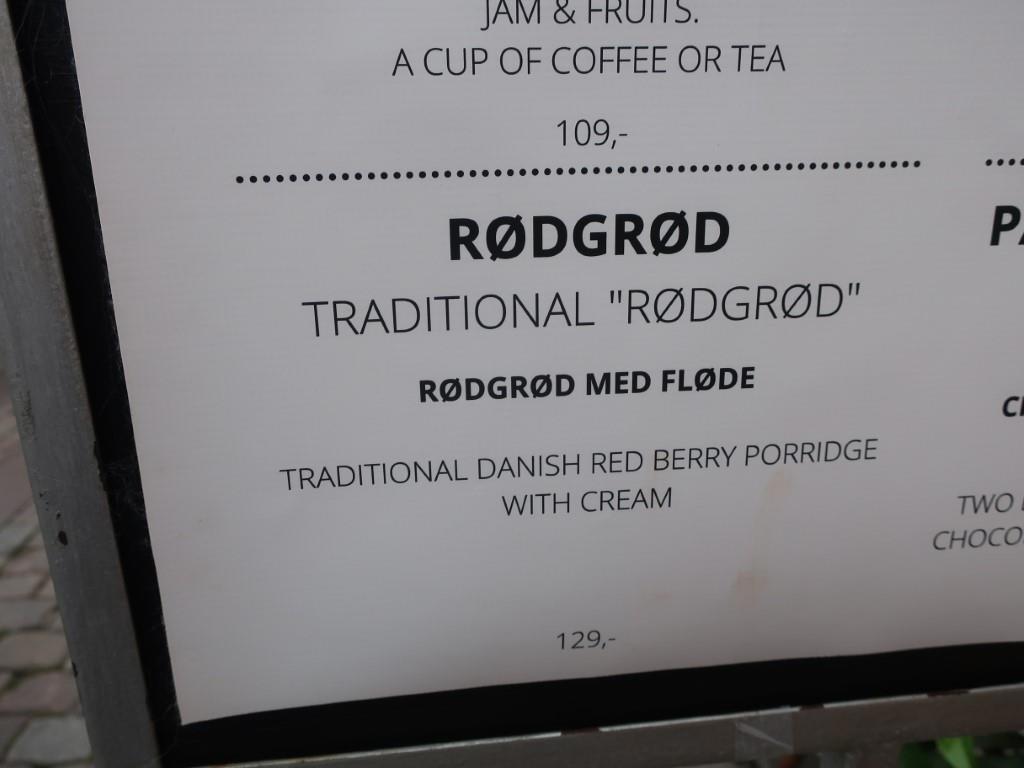 JAM & FRUITS.
A CUP OF COFFEE OR TEA
109,-
RØDGRØD
TRADITIONAL "RØDGRØD"
RØDGRØD MED FLØDE
TRADITIONAL DANISH RED BERRY PORRIDGE
WITH CREAM
129,-
TWO